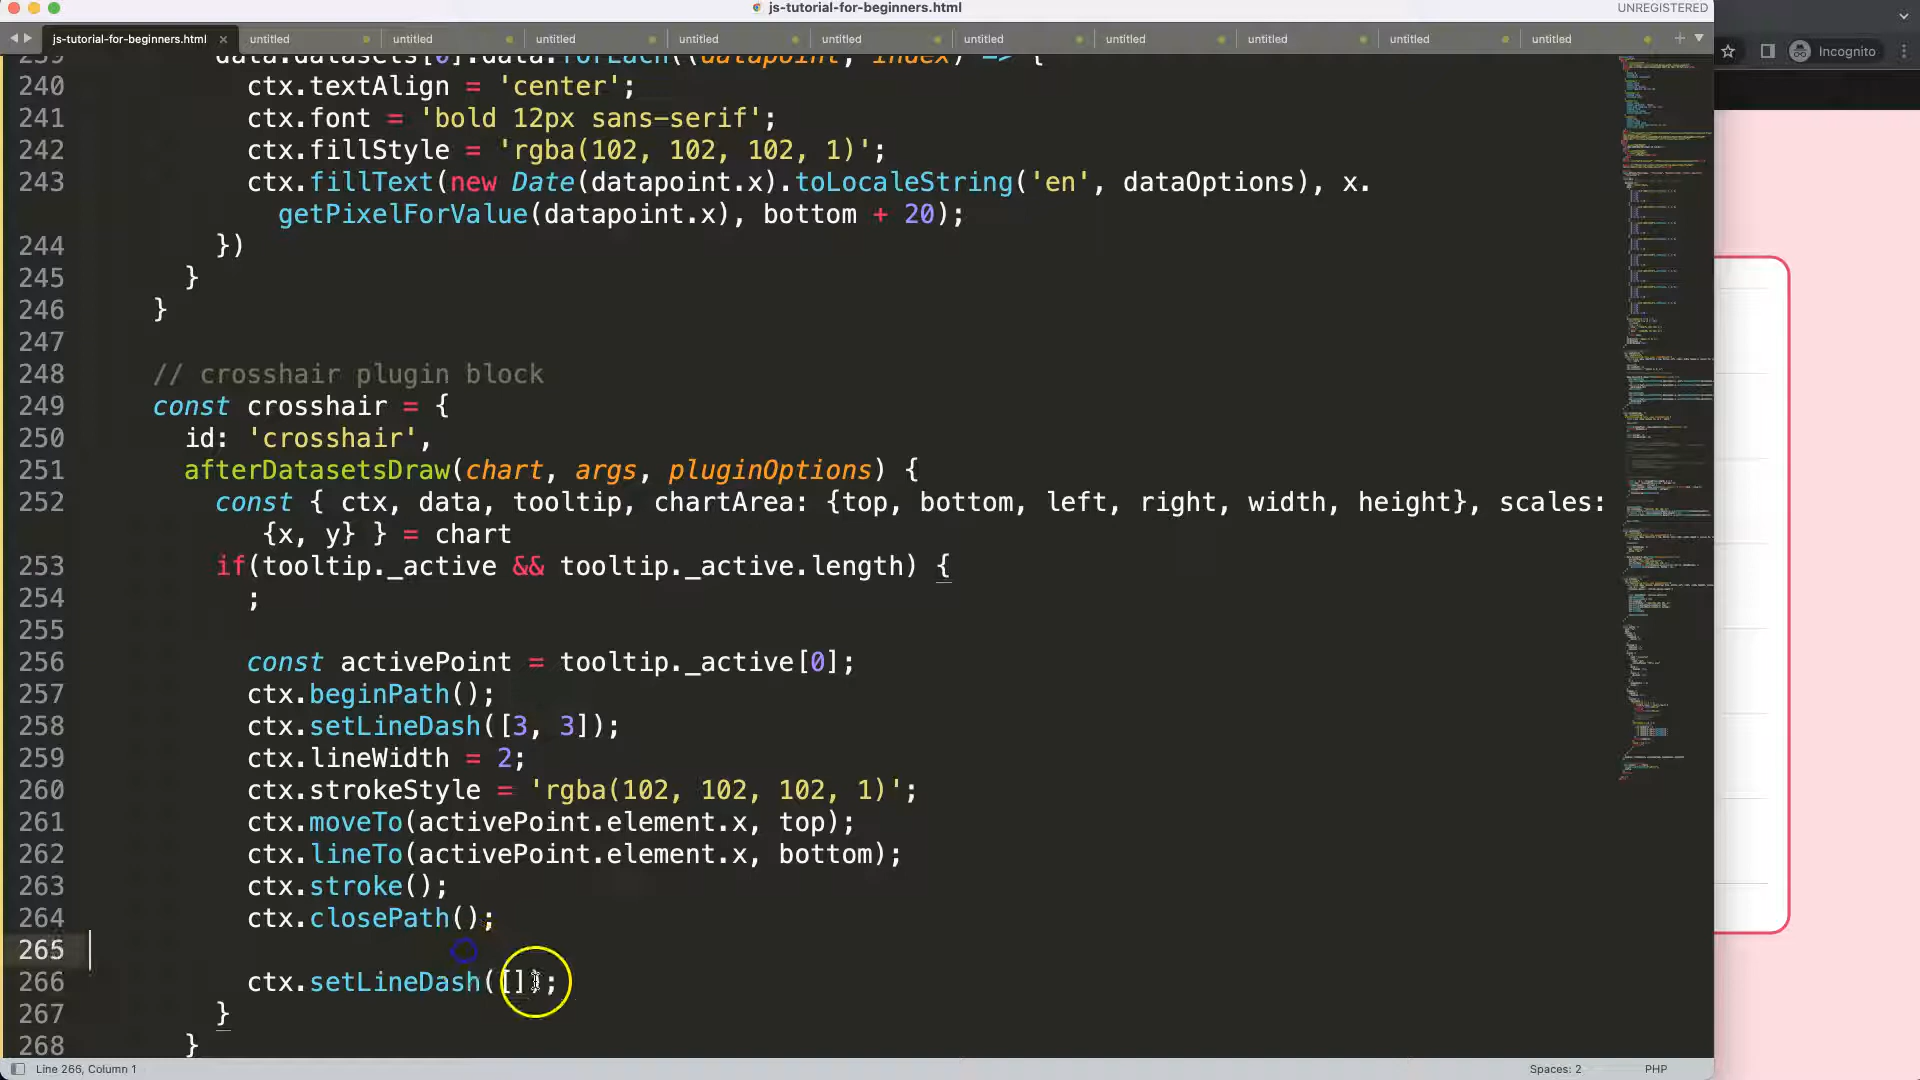 js-tutorial-for-beginners.html
UNREGISTERED
js-tutorial-for-beginners.html × untitled untitled untitled untitled untitled untitled untitled untitled untitled untitled
Incognito
239 data.datasets[0].data.forEach((datapoint, index) => {
240 ctx.textAlign = 'center';
241 ctx.font = 'bold 12px sans-serif';
242 ctx.fillStyle = 'rgba(102, 102, 102, 1)';
243 ctx.fillText(new Date(datapoint.x).toLocaleString('en', dataOptions), x.
getPixelForValue(datapoint.x), bottom + 20);
244 })
245 }
246 }
247
248 // crosshair plugin block
249 const crosshair = {
250 id: 'crosshair',
251 afterDatasetsDraw(chart, args, pluginOptions) {
252 const { ctx, data, tooltip, chartArea: {top, bottom, left, right, width, height}, scales:
{x, y} } = chart
253 if(tooltip._active && tooltip._active.length) {
254 ;
255
256 const activePoint = tooltip._active[0];
257 ctx.beginPath();
258 ctx.setLineDash([3, 3]);
259 ctx.lineWidth = 2;
260 ctx.strokeStyle = 'rgba(102, 102, 102, 1)';
261 ctx.moveTo(activePoint.element.x, top);
262 ctx.lineTo(activePoint.element.x, bottom);
263 ctx.stroke();
264 ctx.closePath();
265
266 ctx.setLineDash([]);
267 }
268 }
Line 266, Column 1
Spaces: 2
PHP